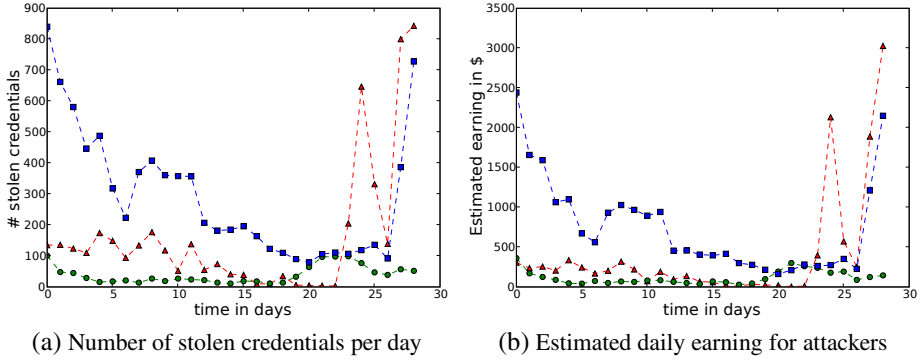 900
800
700
600
500
400
300
200
100
0
# stolen credentials
0 5 10 15 20 25 30
time in days
(a) Number of stolen credentials per day
3500
3000
2500
2000
1500
1000
500
0
Estimated earning in $
0 5 10 15 20 25 30
time in days
(b) Estimated daily earning for attackers